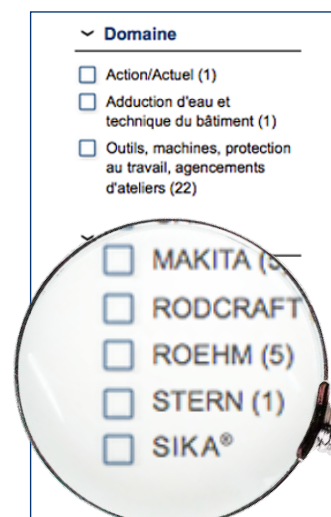 Domaine
Action/Actuel (1)
Adduction d'eau et
technique du bâtiment (1)
Outils, machines, protection
au travail, agencements
d'ateliers (22)
MAKITA (5)
RODCRAFT
ROEHM (5)
STERN (1)
SIKA®